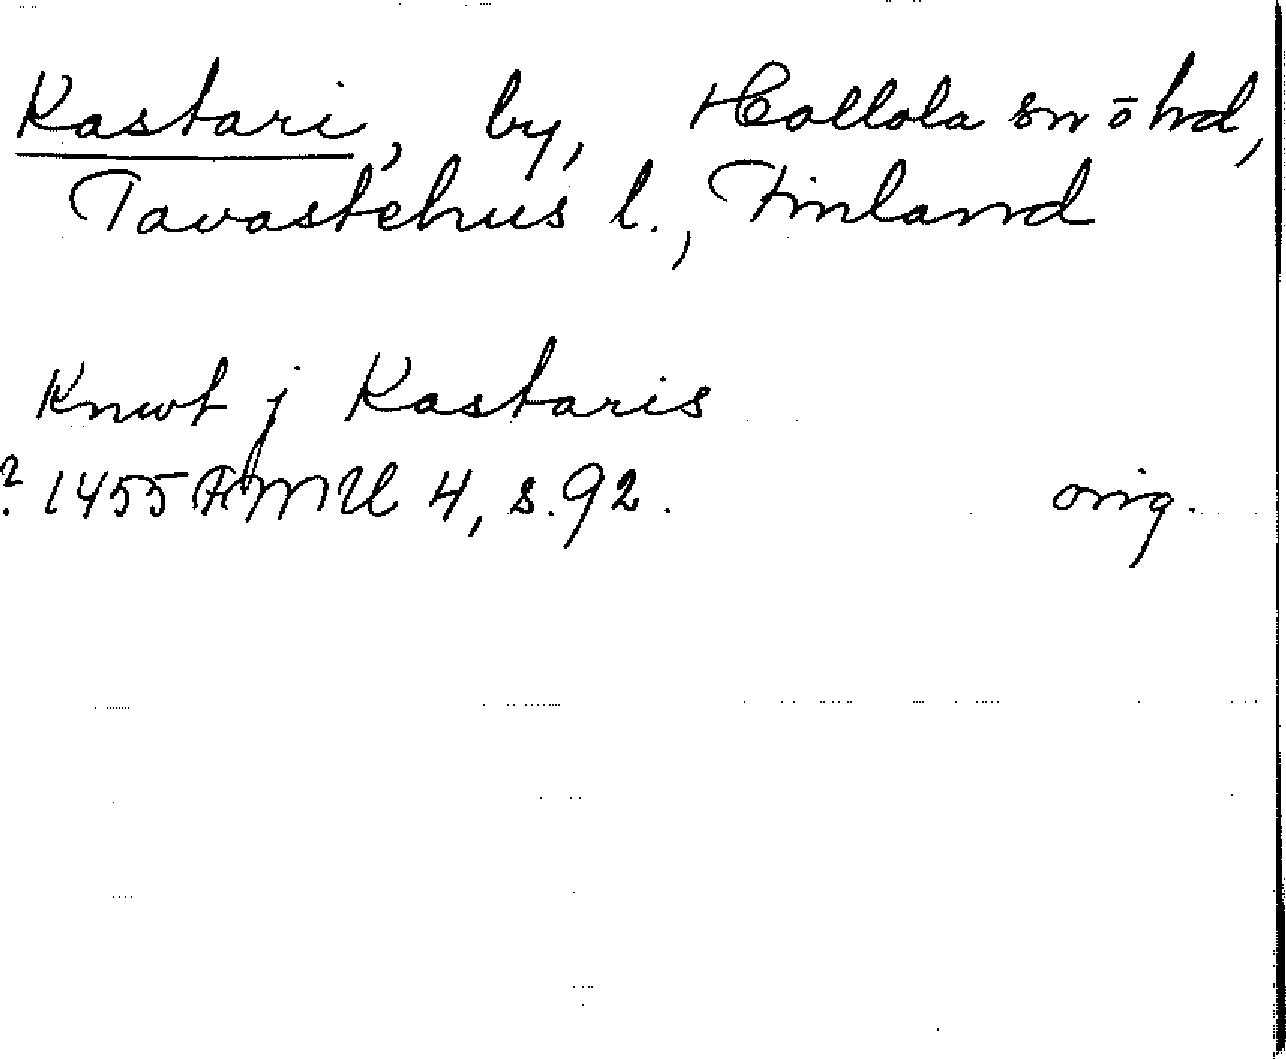 Kastari, by, Hollola sn o hd,
Tavastehus l., Finland
Knwt j Kastaris
? 1455 FMU 4, s. 92. orig.